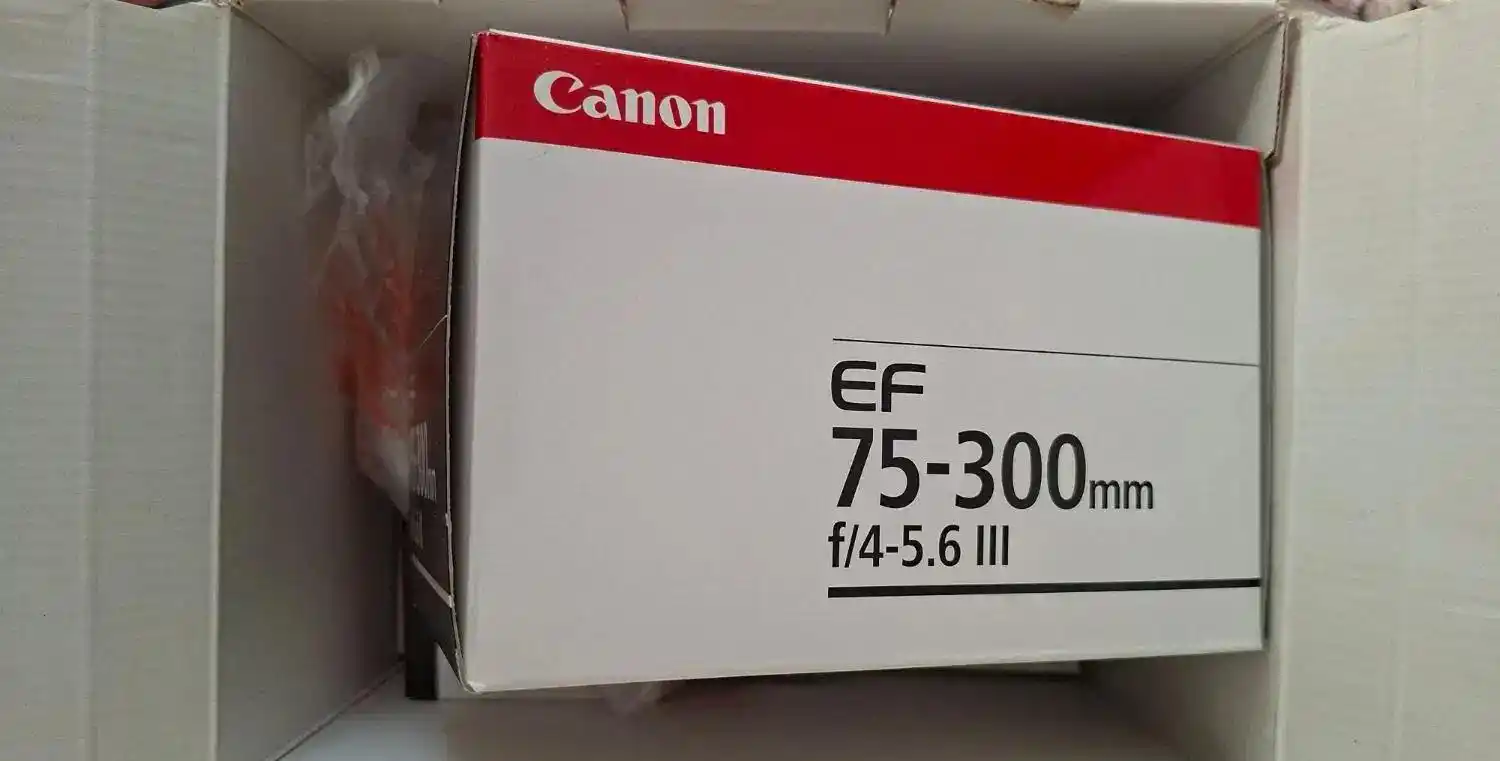 Canon
EF
75-300mm
f/4-5.6 III